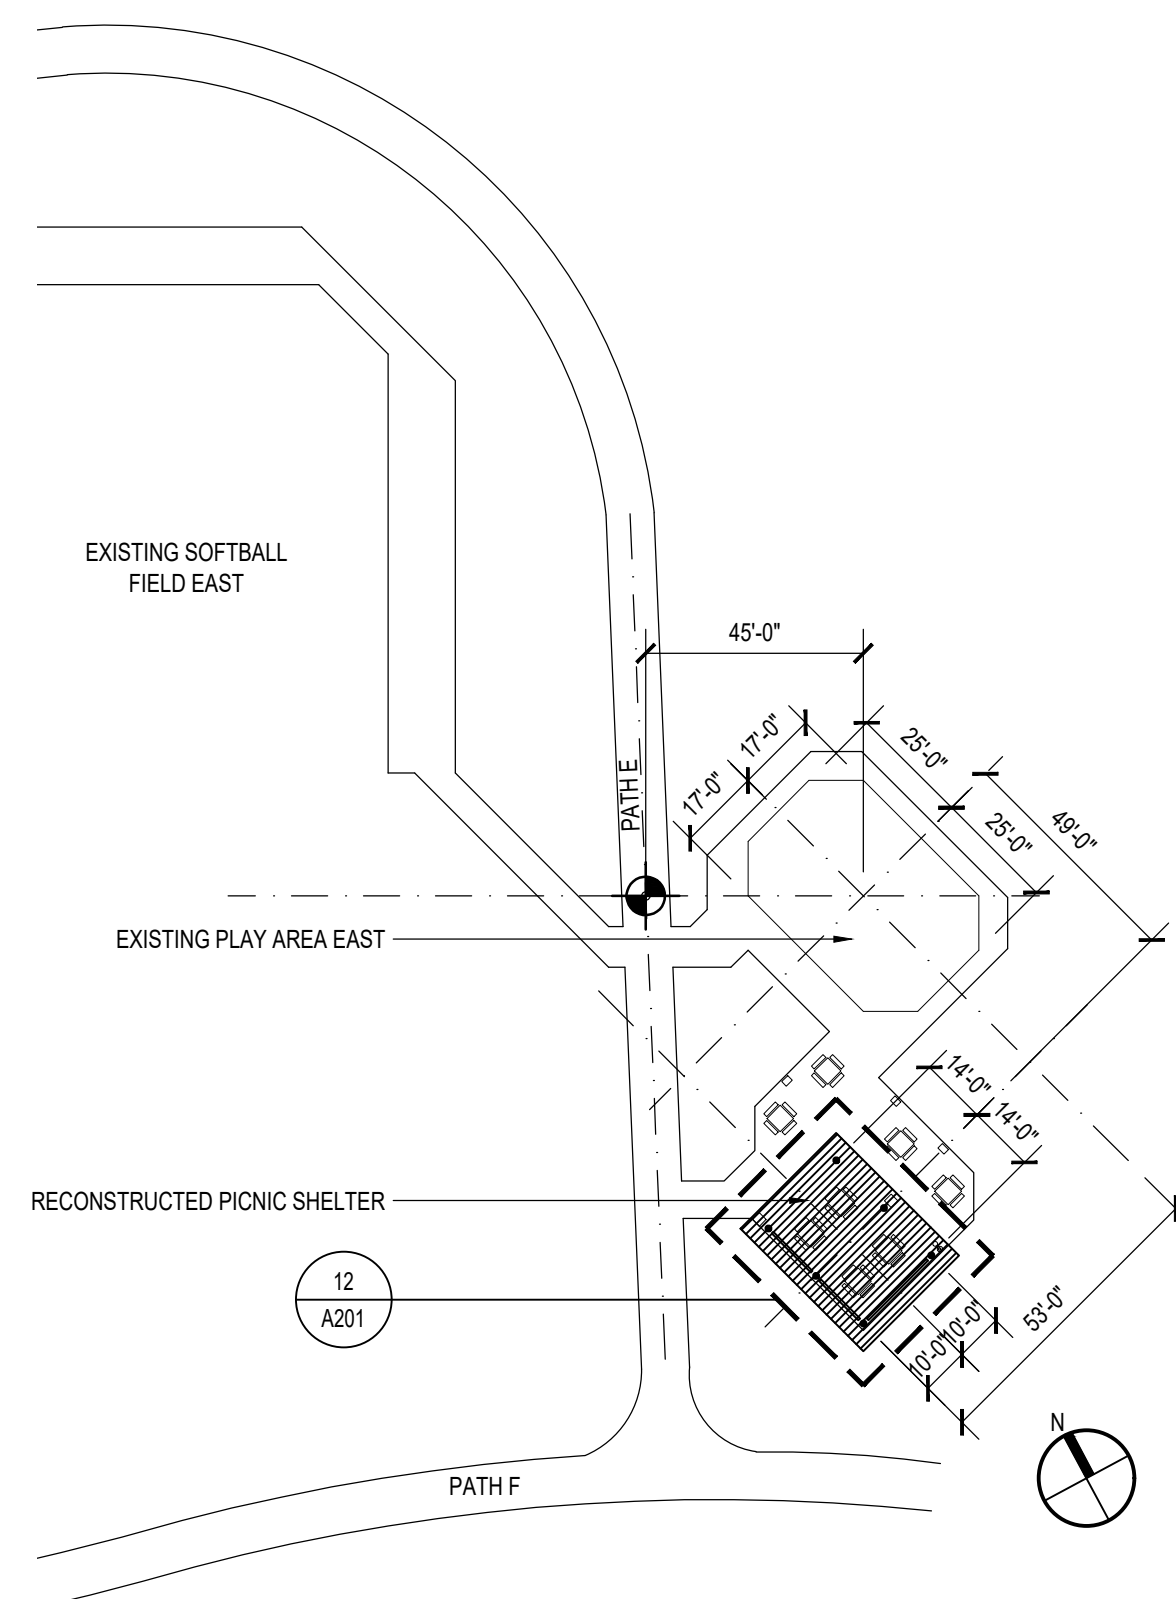 EXISTING SOFTBALL
FIELD EAST
45'-0"
PATH E
17'-0"
17'-0"
25'-0"
25'-0"
49'-0"
EXISTING PLAY AREA EAST
14'-0"
14'-0"
RECONSTRUCTED PICNIC SHELTER
12
A201
10'-0"
10'-0"
53'-0"
N
PATH F